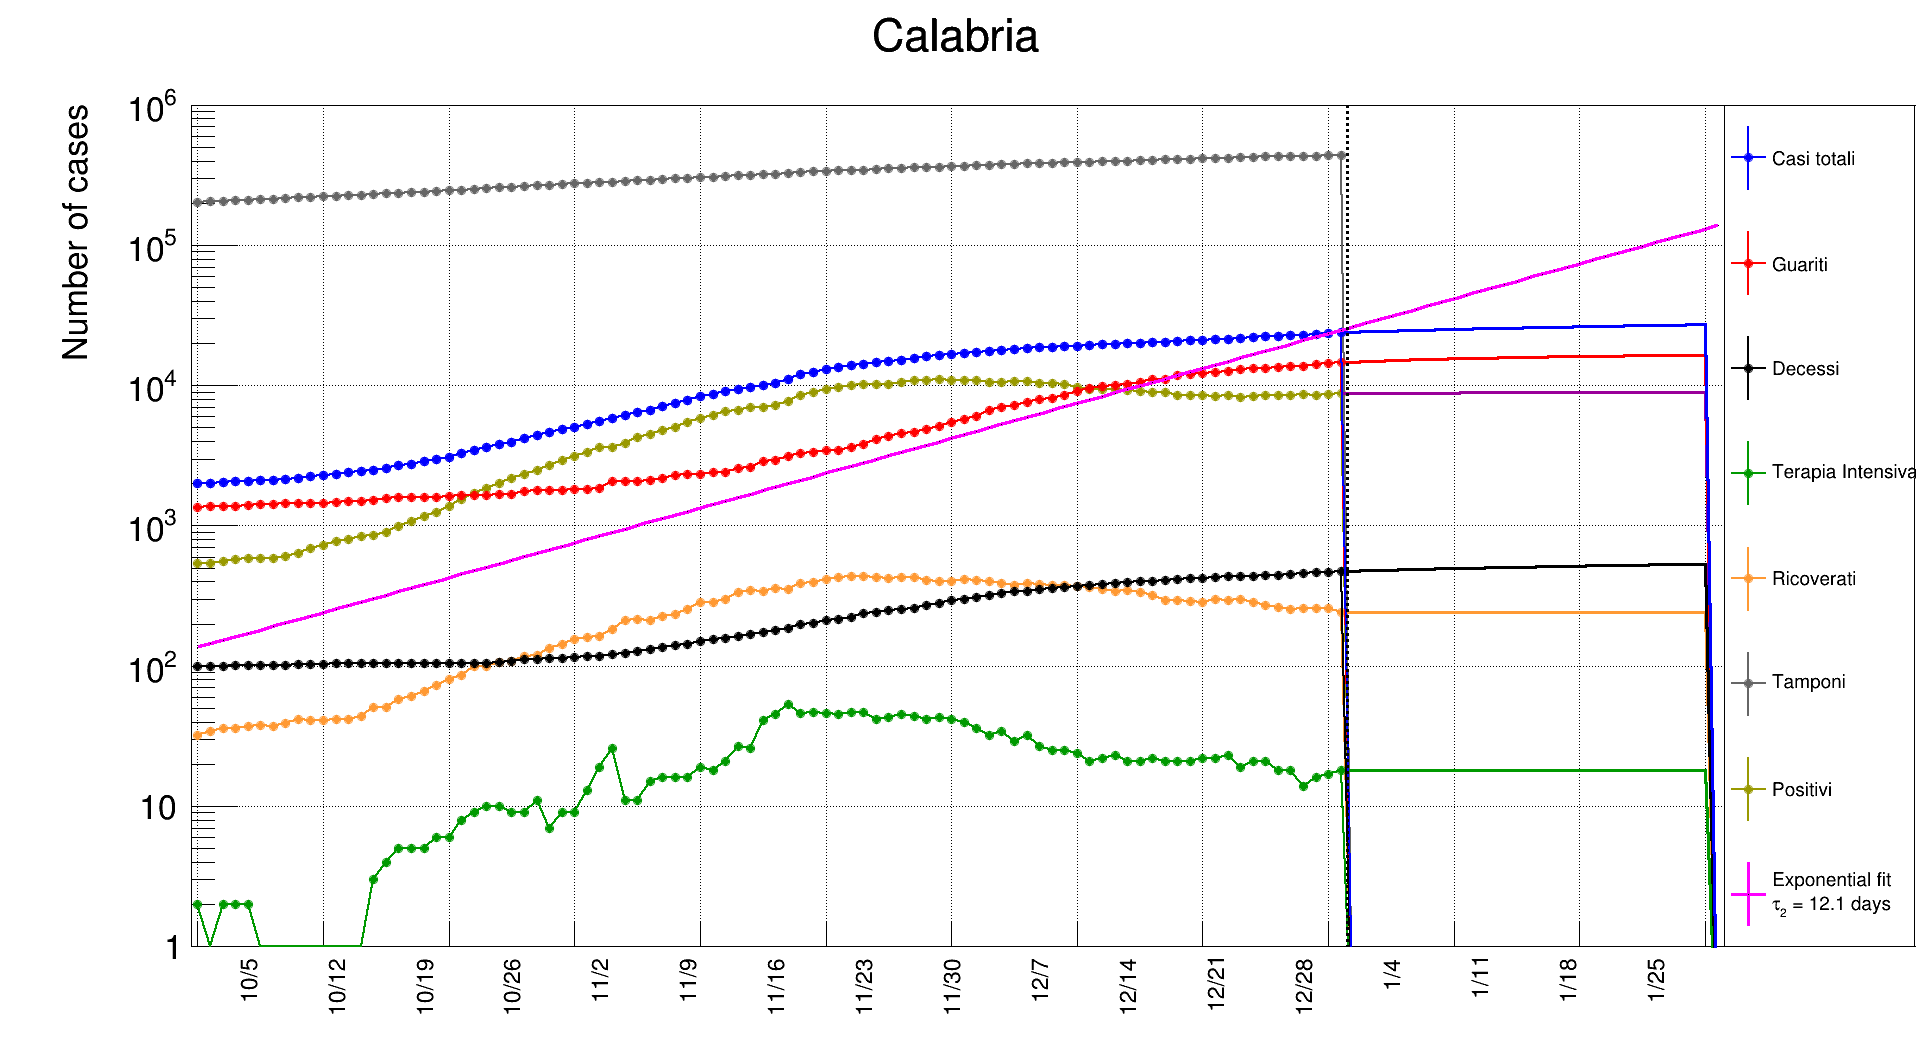 Calabria
Number of cases
10^6
10^5
10^4
10^3
10^2
10
1
10/5
10/12
10/19
10/26
11/2
11/9
11/16
11/23
11/30
12/7
12/14
12/21
12/28
1/4
1/11
1/18
1/25
Casi totali
Guariti
Decessi
Terapia Intensiva
Ricoverati
Tamponi
Positivi
Exponential fit
τ₂ = 12.1 days